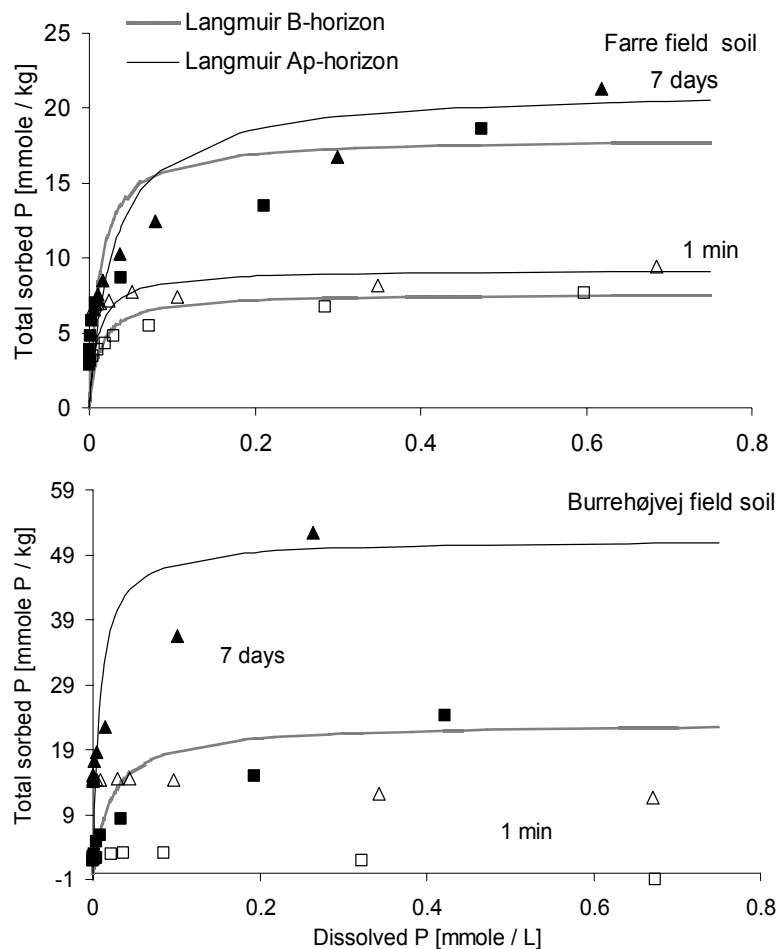 Langmuir B-horizon
Langmuir Ap-horizon
Farre field soil
7 days
1 min
Total sorbed P [mmole / kg]
25
20
15
10
5
0
0
0.2
0.4
0.6
0.8
Burrehøjvej field soil
7 days
1 min
Total sorbed P [mmole P / kg]
59
49
39
29
19
9
-1
0
0.2
0.4
0.6
0.8
Dissolved P [mmole / L]